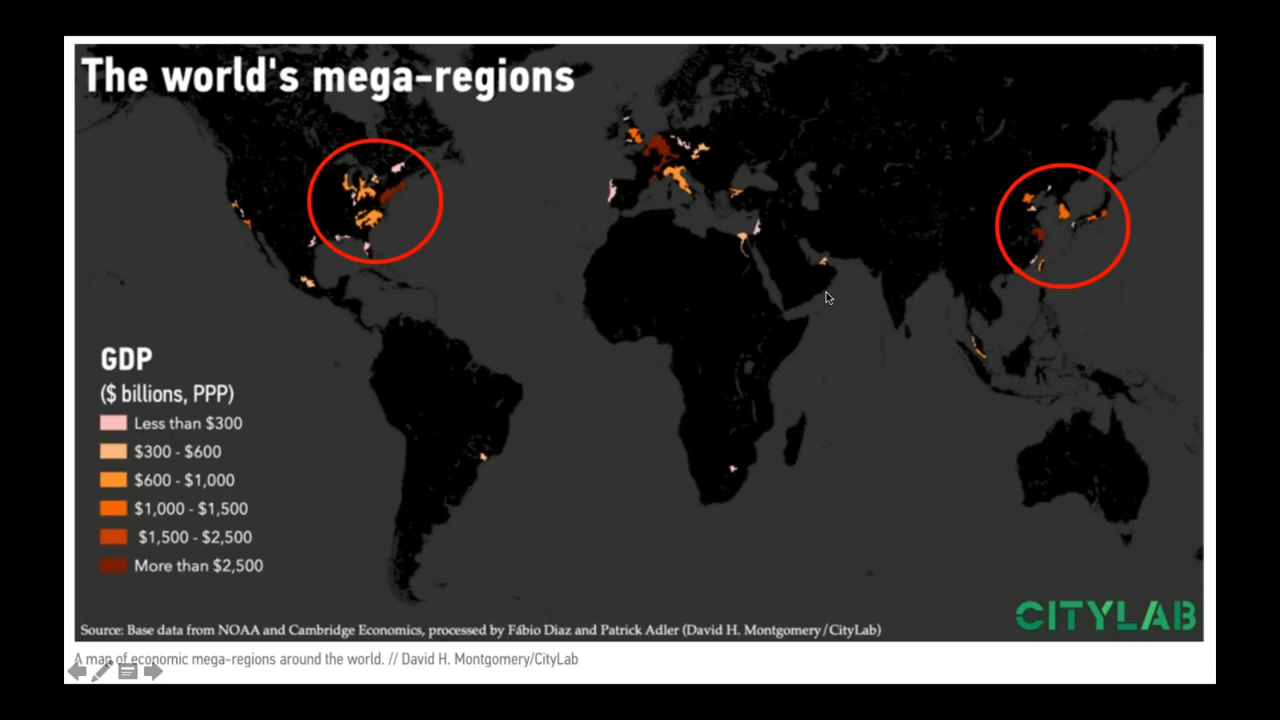 The world's mega-regions
GDP
($ billions, PPP)
Less than $300
$300 - $600
$600 - $1,000
$1,000 - $1,500
$1,500 - $2,500
More than $2,500
CITYLAB
Source: Base data from NOAA and Cambridge Economics, processed by Fábio Diaz and Patrick Adler (David H. Montgomery/CityLab)
A map of economic mega-regions around the world. // David H. Montgomery/CityLab